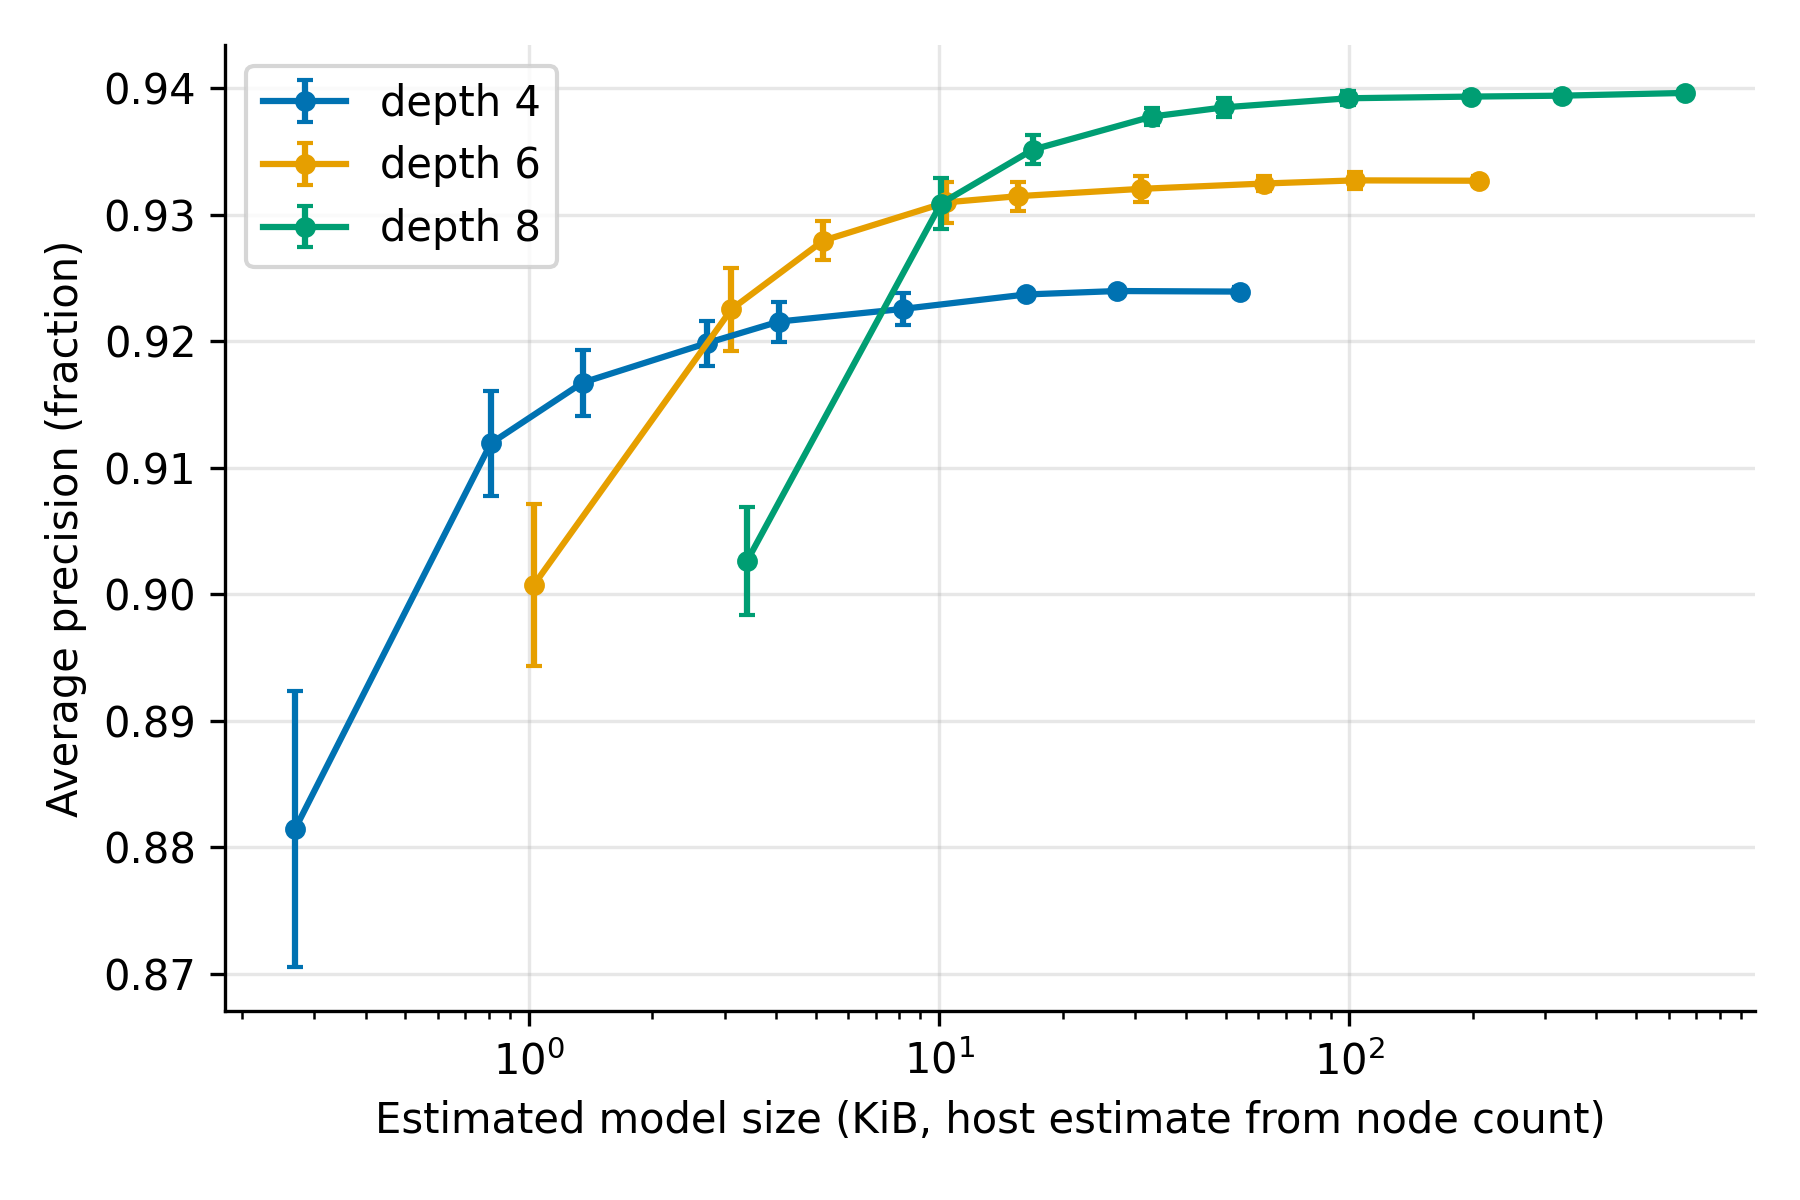 depth 4
depth 6
depth 8
Average precision (fraction)
0.94
0.93
0.92
0.91
0.90
0.89
0.88
0.87
10⁰ 10¹ 10²
Estimated model size (KiB, host estimate from node count)